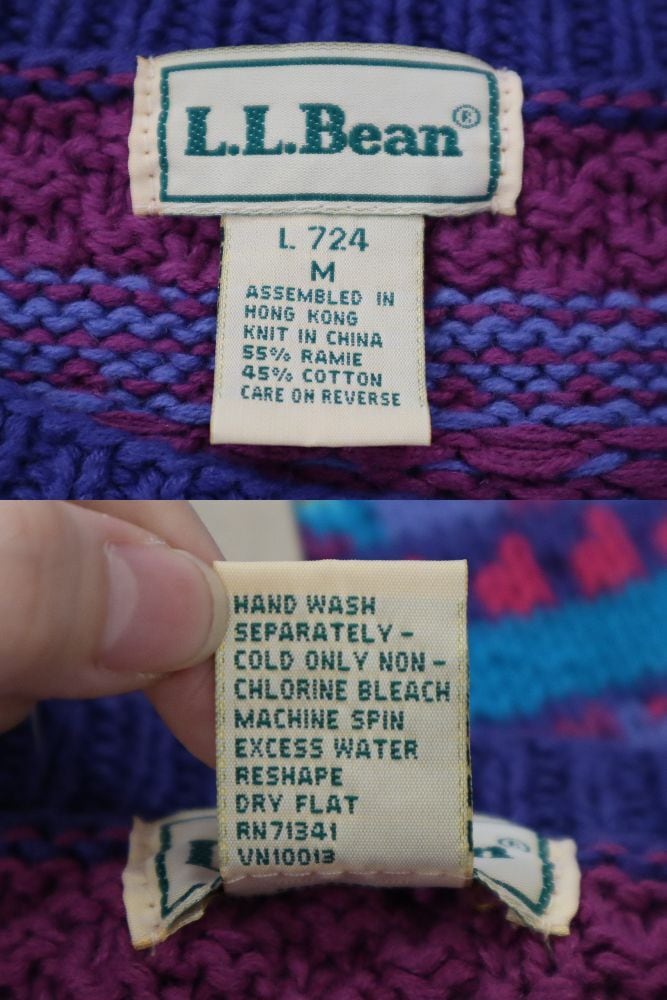 L.L.Bean®
L 724
M
ASSEMBLED IN
HONG KONG
KNIT IN CHINA
55% RAMIE
45% COTTON
CARE ON REVERSE
HAND WASH
SEPARATELY -
COLD ONLY NON -
CHLORINE BLEACH
MACHINE SPIN
EXCESS WATER
RESHAPE
DRY FLAT
RN71341
VN10013